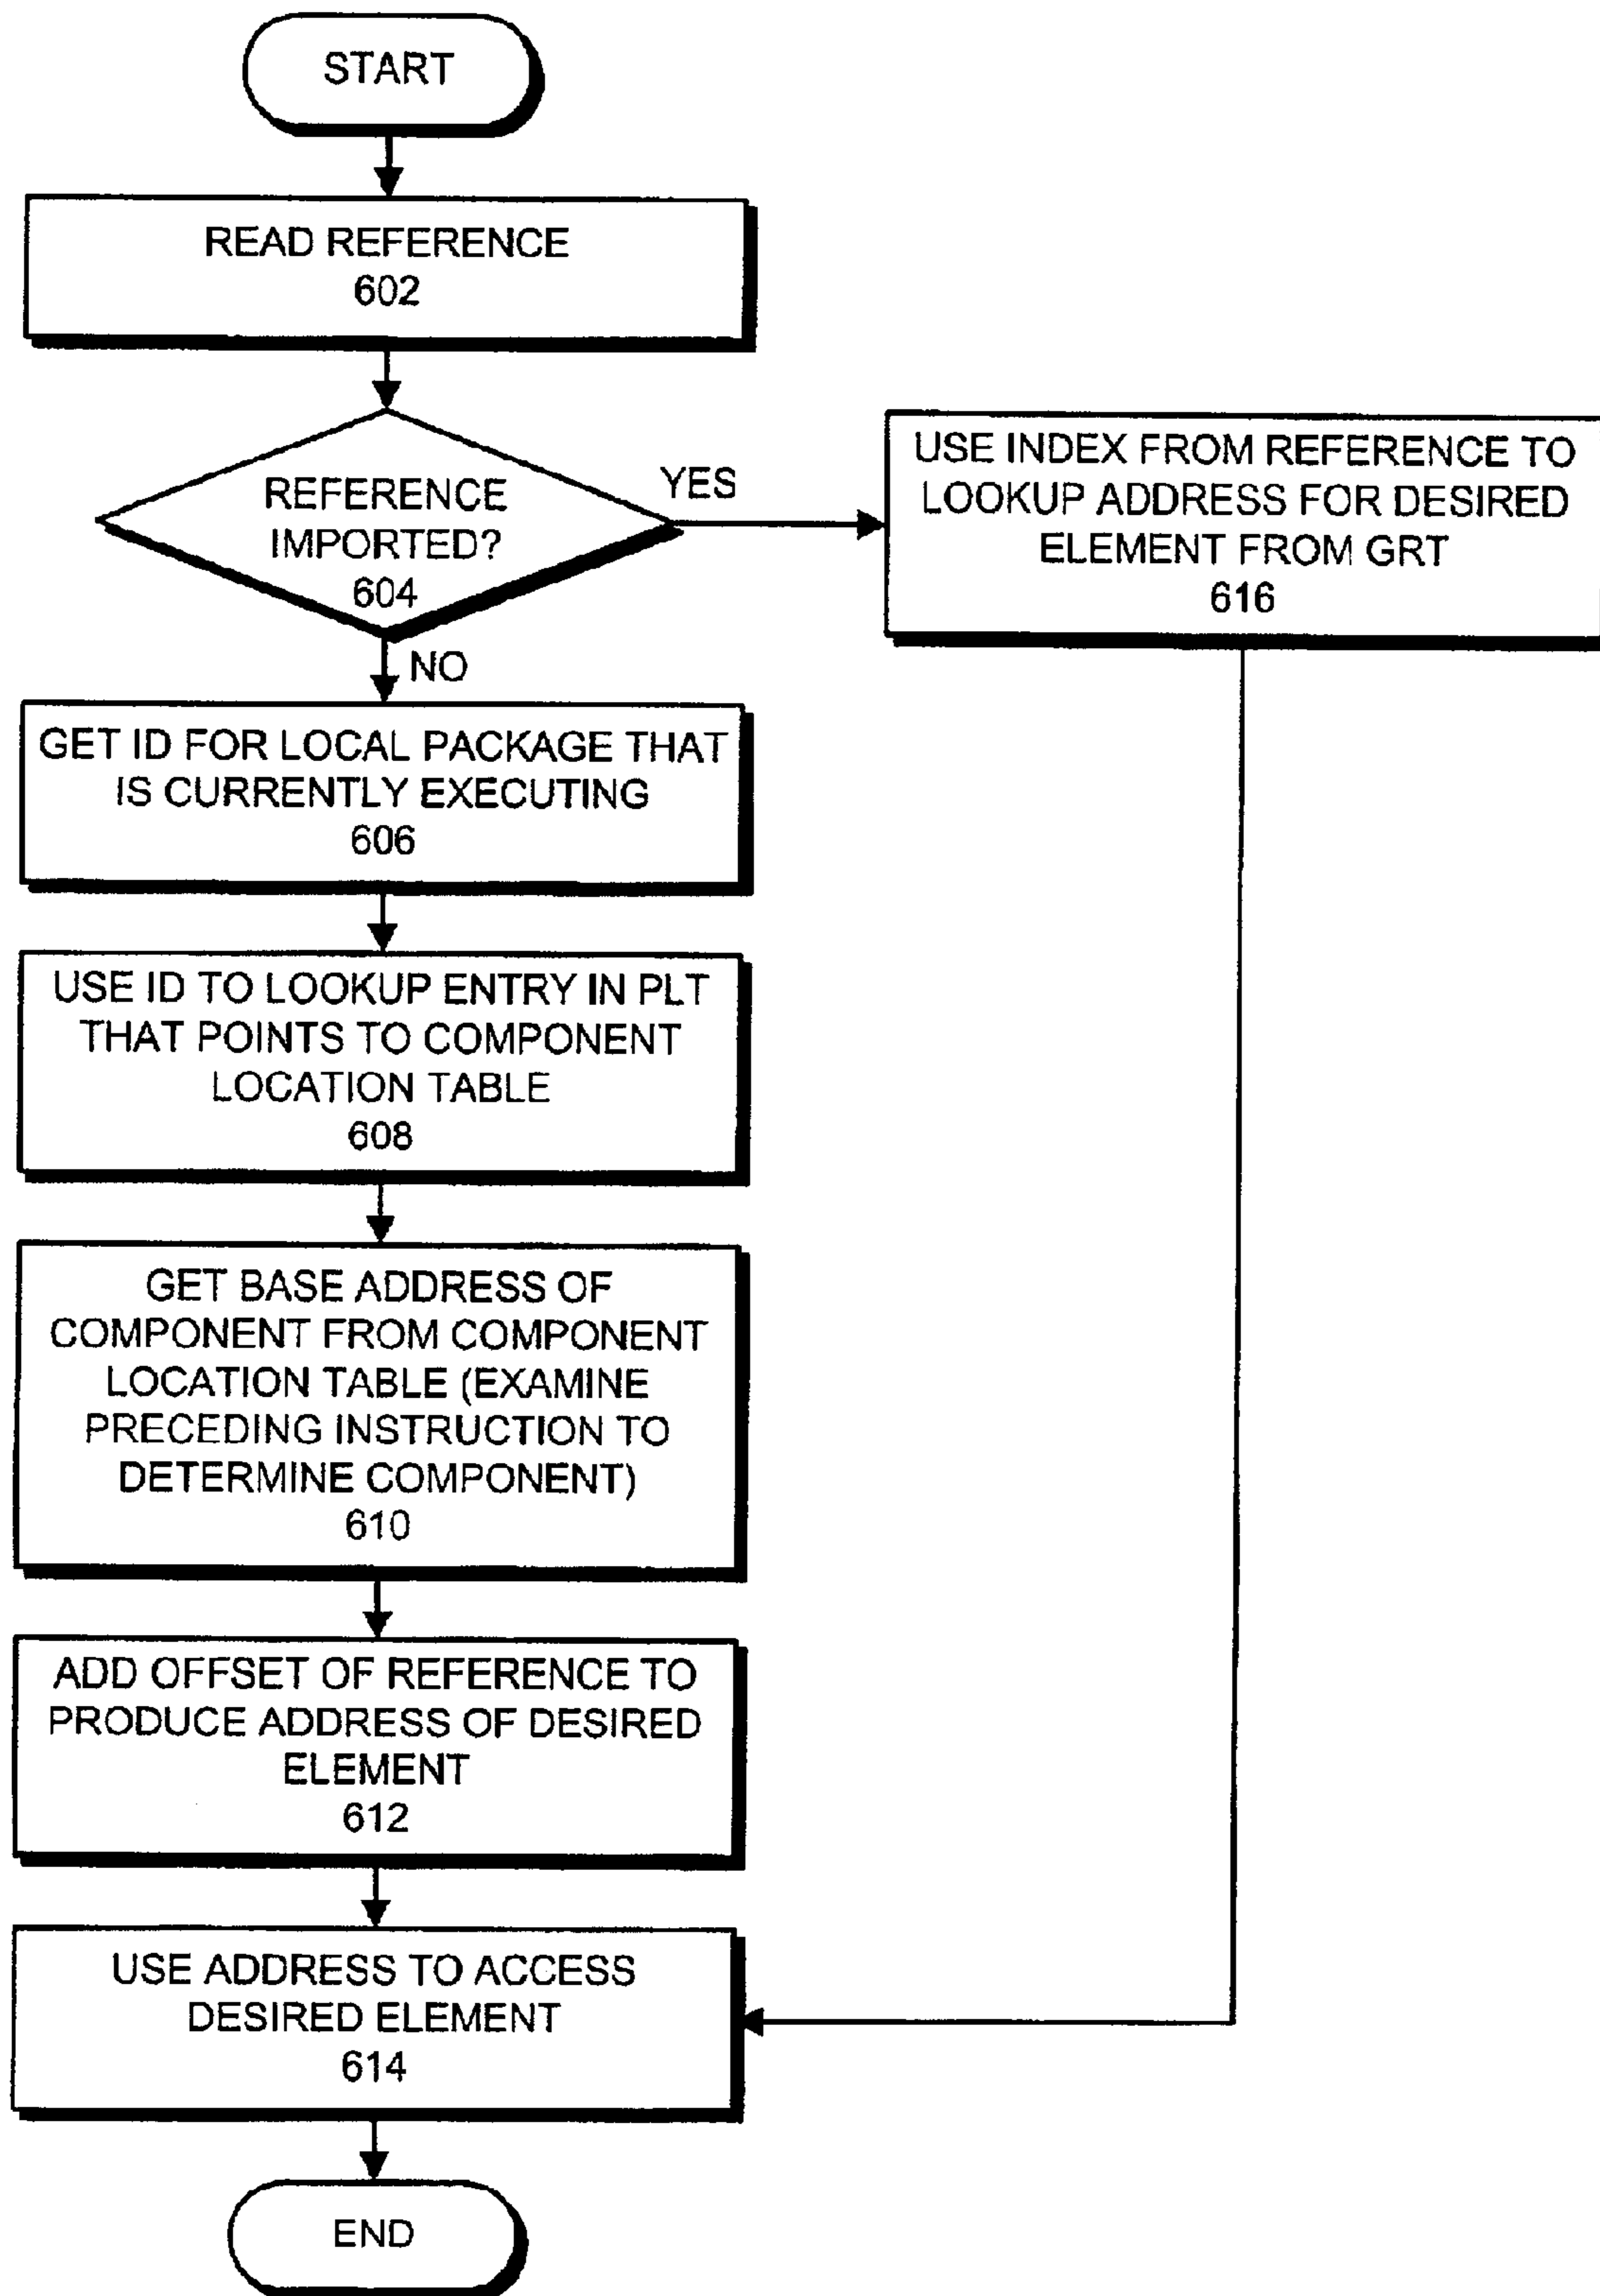 START
READ REFERENCE
602
REFERENCE
IMPORTED?
604
YES
USE INDEX FROM REFERENCE TO
LOOKUP ADDRESS FOR DESIRED
ELEMENT FROM GRT
616
NO
GET ID FOR LOCAL PACKAGE THAT
IS CURRENTLY EXECUTING
606
USE ID TO LOOKUP ENTRY IN PLT
THAT POINTS TO COMPONENT
LOCATION TABLE
608
GET BASE ADDRESS OF
COMPONENT FROM COMPONENT
LOCATION TABLE (EXAMINE
PRECEDING INSTRUCTION TO
DETERMINE COMPONENT)
610
ADD OFFSET OF REFERENCE TO
PRODUCE ADDRESS OF DESIRED
ELEMENT
612
USE ADDRESS TO ACCESS
DESIRED ELEMENT
614
END